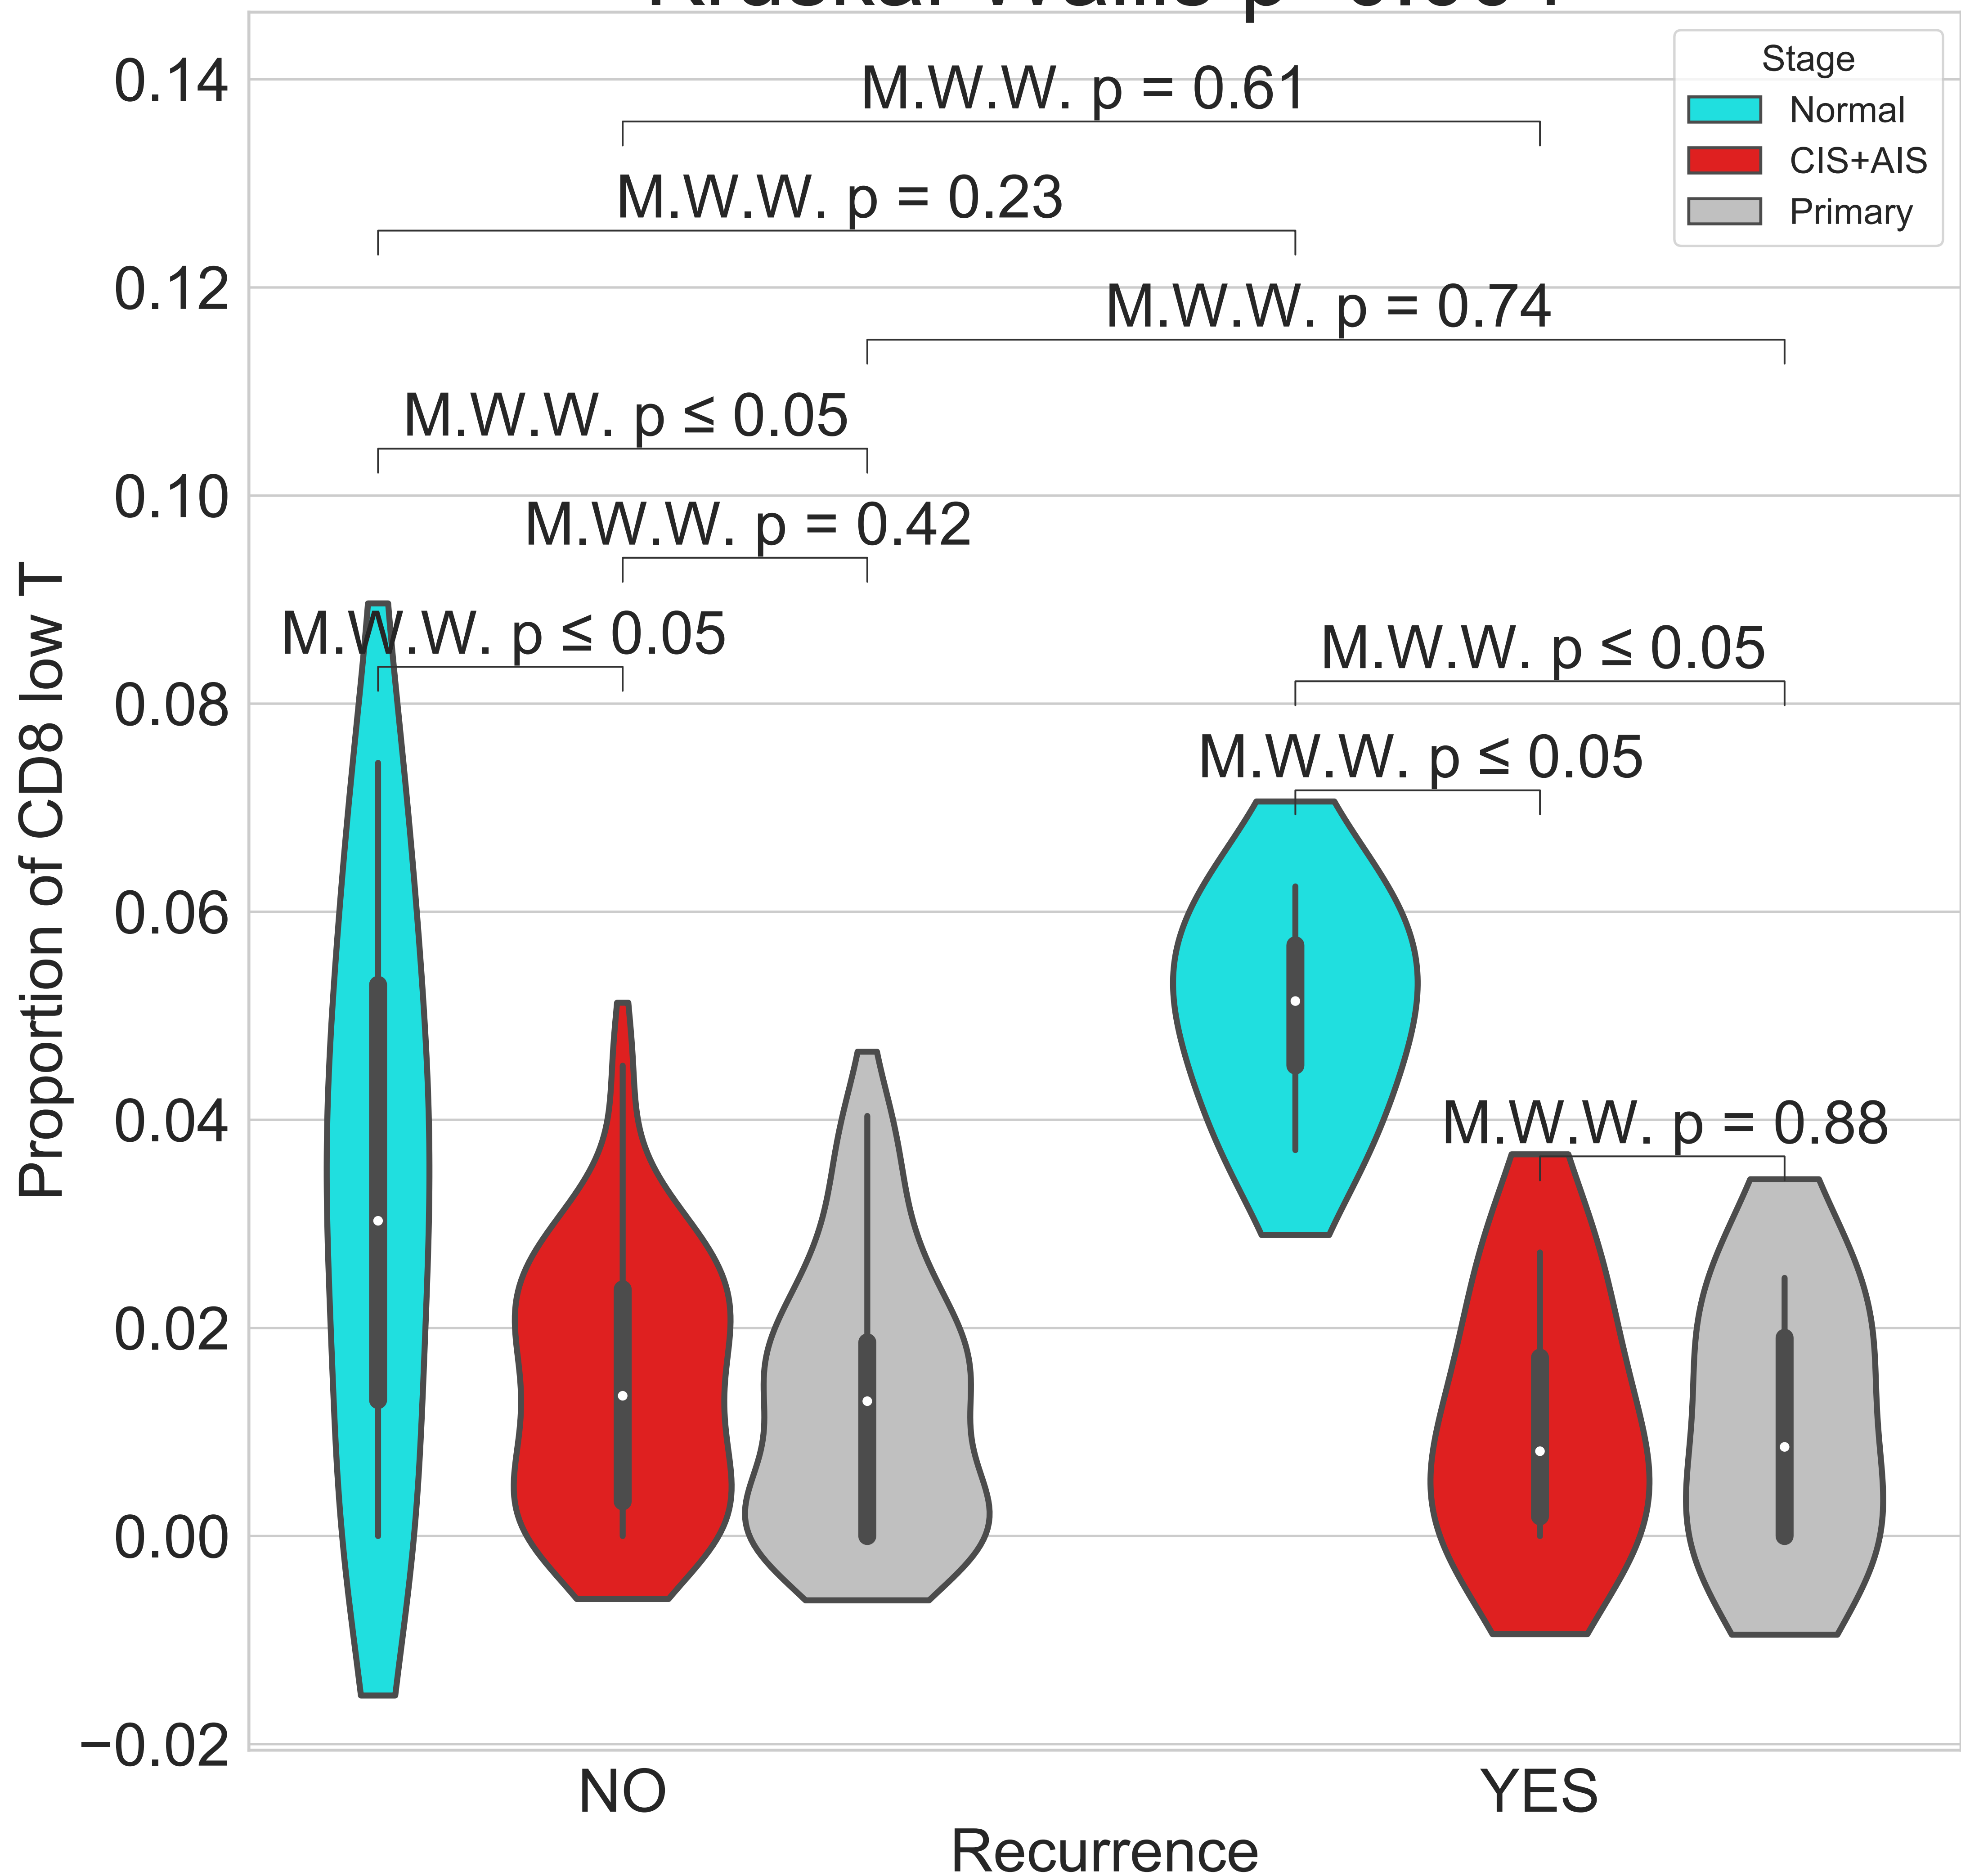 Stage
Normal
CIS+AIS
Primary
M.W.W. p = 0.61
M.W.W. p = 0.23
M.W.W. p = 0.74
M.W.W. p ≤ 0.05
M.W.W. p = 0.42
M.W.W. p ≤ 0.05
M.W.W. p ≤ 0.05
M.W.W. p ≤ 0.05
M.W.W. p = 0.88
0.14
0.12
0.10
0.08
0.06
0.04
0.02
0.00
−0.02
Proportion of CD8 low T
NO
YES
Recurrence